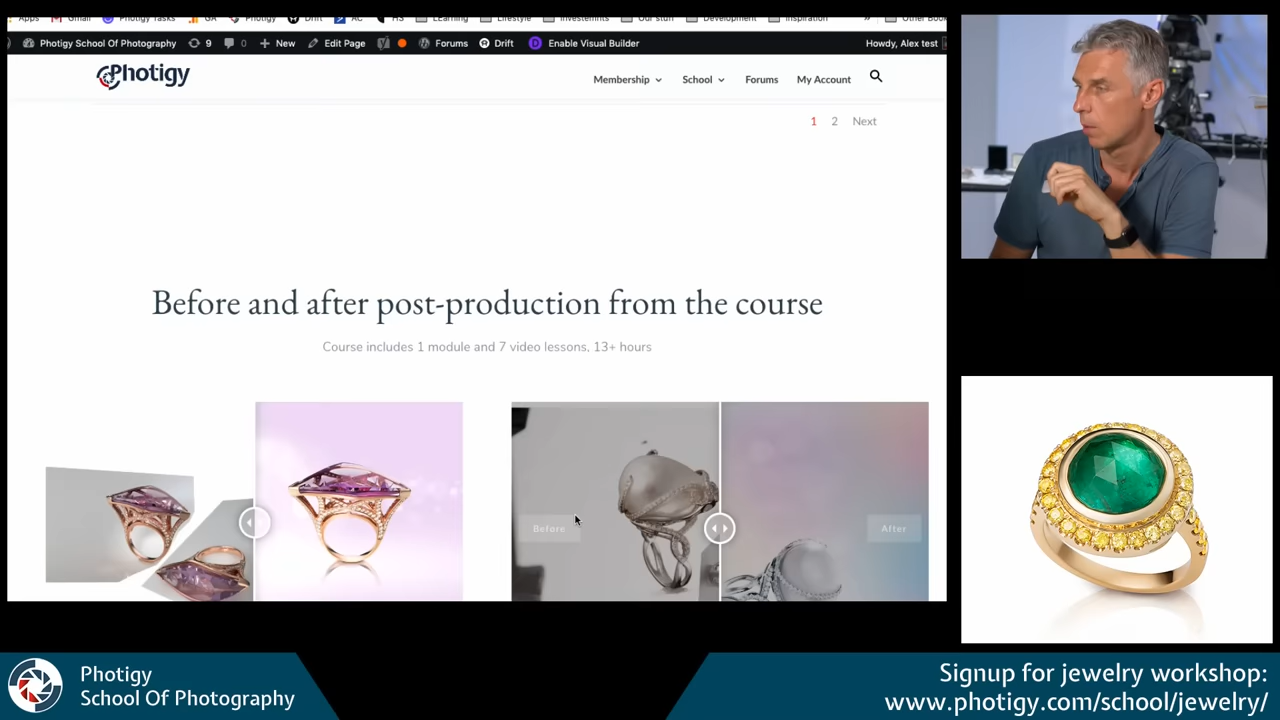 Apps Gmail Photigy Tasks GA Photigy Drift AC HS LEarning Lifestyle Investemnts Our stuff Development Inspiration » Other Book
Photigy School Of Photography 9 0 New Edit Page Forums Drift Enable Visual Builder Howdy, Alex test
Photigy
Membership School Forums My Account
1 2 Next
Before and after post-production from the course
Course includes 1 module and 7 video lessons, 13+ hours
Before
After
Photigy
School Of Photography
Signup for jewelry workshop:
www.photigy.com/school/jewelry/